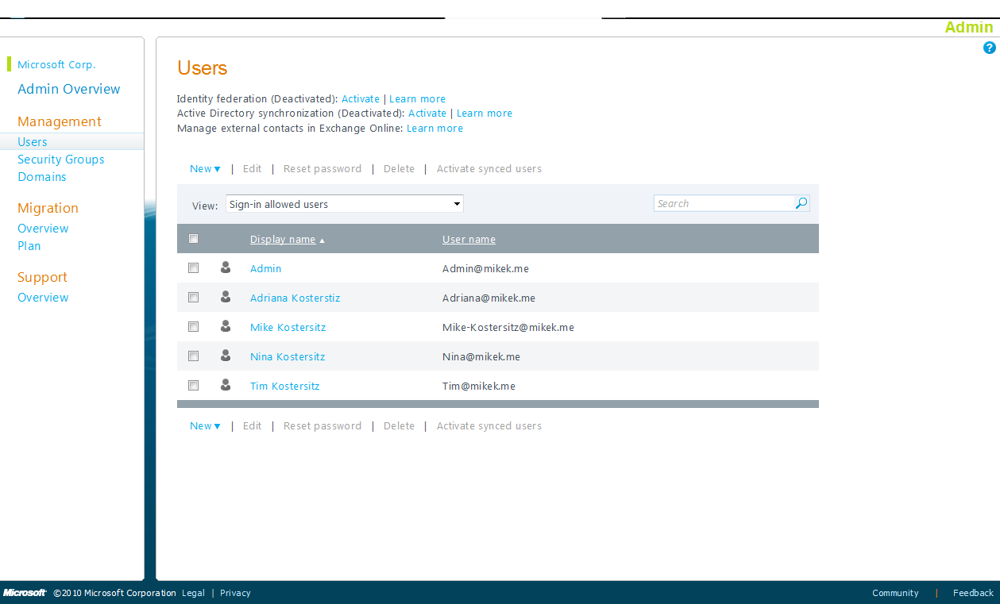 Admin
Microsoft Corp.
Admin Overview
Management
Users
Security Groups
Domains
Migration
Overview
Plan
Support
Overview
Users
Identity federation (Deactivated): Activate | Learn more
Active Directory synchronization (Deactivated): Activate | Learn more
Manage external contacts in Exchange Online: Learn more
New▼ | Edit | Reset password | Delete | Activate synced users
View: Sign-in allowed users Search
Display name ▲ User name
Admin Admin@mikek.me
Adriana Kosterstiz Adriana@mikek.me
Mike Kostersitz Mike-Kostersitz@mikek.me
Nina Kostersitz Nina@mikek.me
Tim Kostersitz Tim@mikek.me
New▼ | Edit | Reset password | Delete | Activate synced users
Microsoft ©2010 Microsoft Corporation Legal | Privacy Community | Feedback